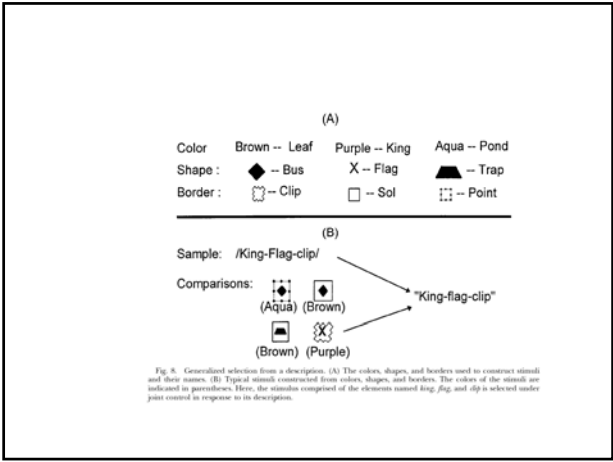 (A)
Color Brown -- Leaf Purple -- King Aqua -- Pond
Shape : -- Bus X -- Flag -- Trap
Border : -- Clip -- Sol -- Point
(B)
Sample: /King-Flag-clip/
Comparisons:
"King-flag-clip"
(Aqua) (Brown)
X
(Brown) (Purple)
Fig. 8. Generalized selection from a description. (A) The colors, shapes, and borders used to construct stimuli
and their names. (B) Typical stimuli constructed from colors, shapes, and borders. The colors of the stimuli are
indicated in parentheses. Here, the stimulus comprised of the elements named king, flag, and clip is selected under
joint control in response to its description.